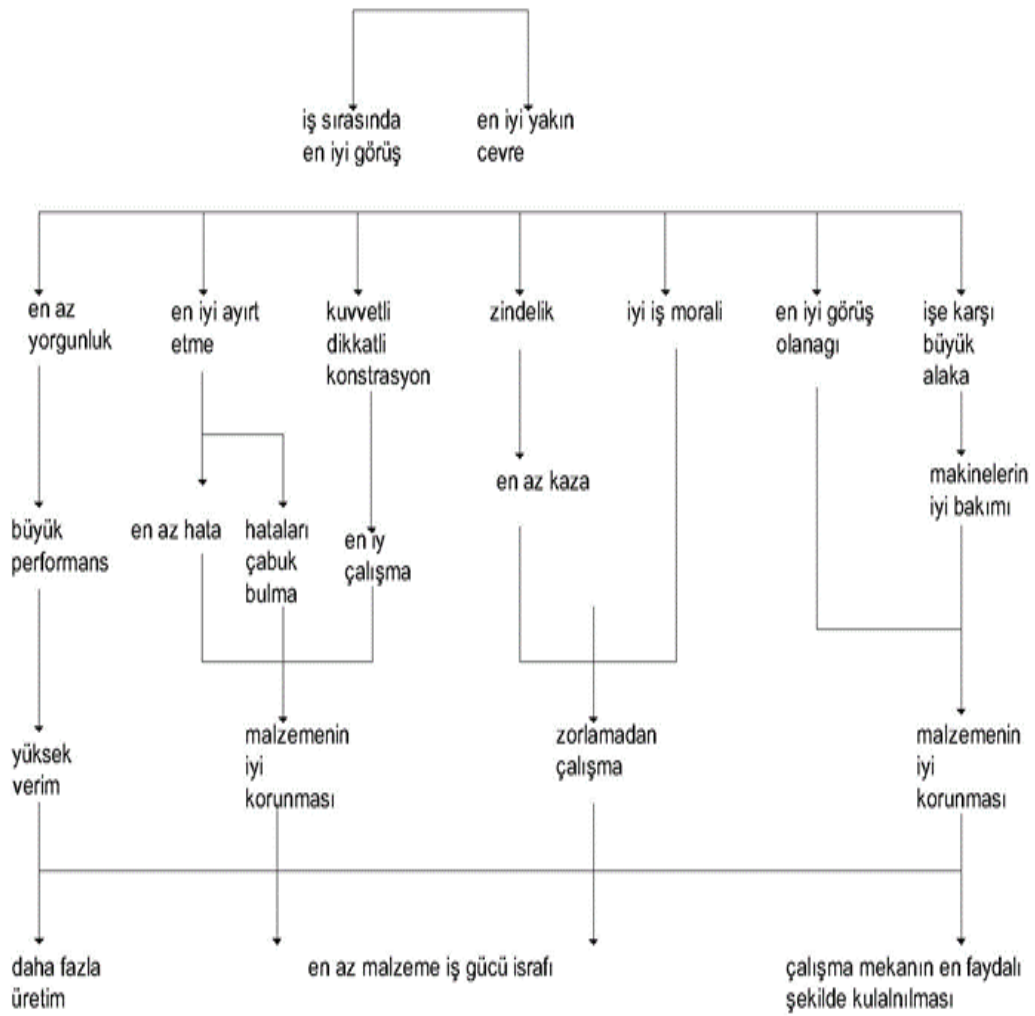 iş sırasında
en iyi görüş
en iyi yakın
cevre
en az
yorgunluk
en iyi ayırt
etme
kuvvetli
dikkatli
konstrasyon
zindelik
iyi iş morali
en iyi görüş
olanagı
işe karşı
büyük
alaka
büyük
performans
en az hata
hataları
çabuk
bulma
en iy
çalışma
en az kaza
makinelerin
iyi bakımı
yüksek
verim
malzemenin
iyi
korunması
zorlamadan
çalışma
malzemenin
iyi
korunması
daha fazla
üretim
en az malzeme iş gücü israfı
çalışma mekanın en faydalı
şekilde kulalnılması